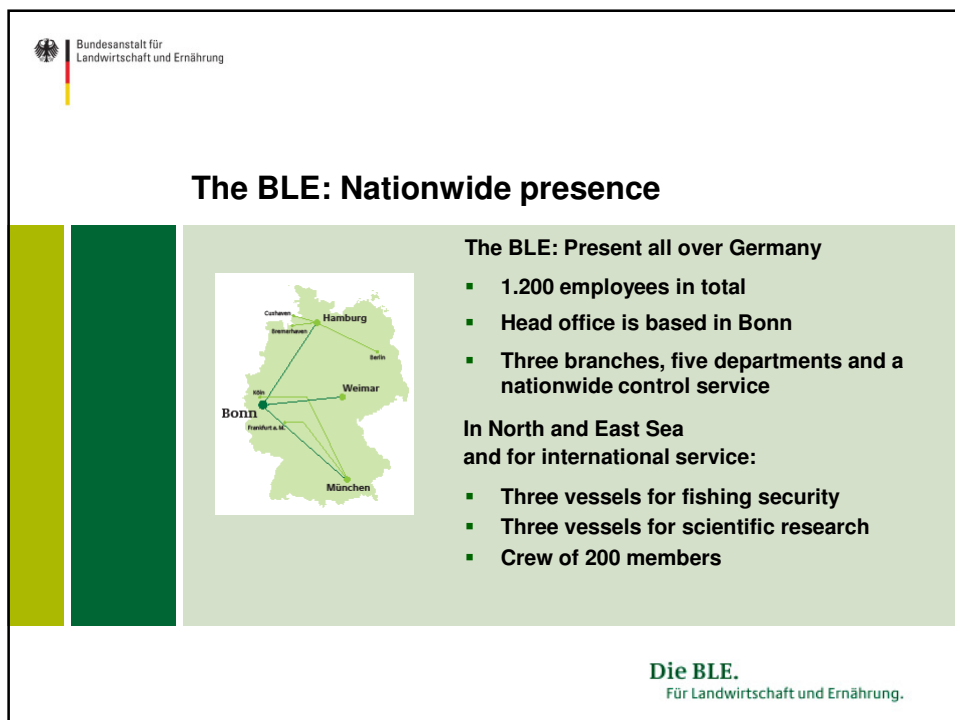 Bundesanstalt für
Landwirtschaft und Ernährung
The BLE: Nationwide presence
The BLE: Present all over Germany
▪ 1.200 employees in total
▪ Head office is based in Bonn
▪ Three branches, five departments and a
nationwide control service
In North and East Sea
and for international service:
▪ Three vessels for fishing security
▪ Three vessels for scientific research
▪ Crew of 200 members
Cuxhaven
Hamburg
Bremerhaven
Berlin
Köln
Weimar
Bonn
Frankfurt a. M.
München
Die BLE.
Für Landwirtschaft und Ernährung.